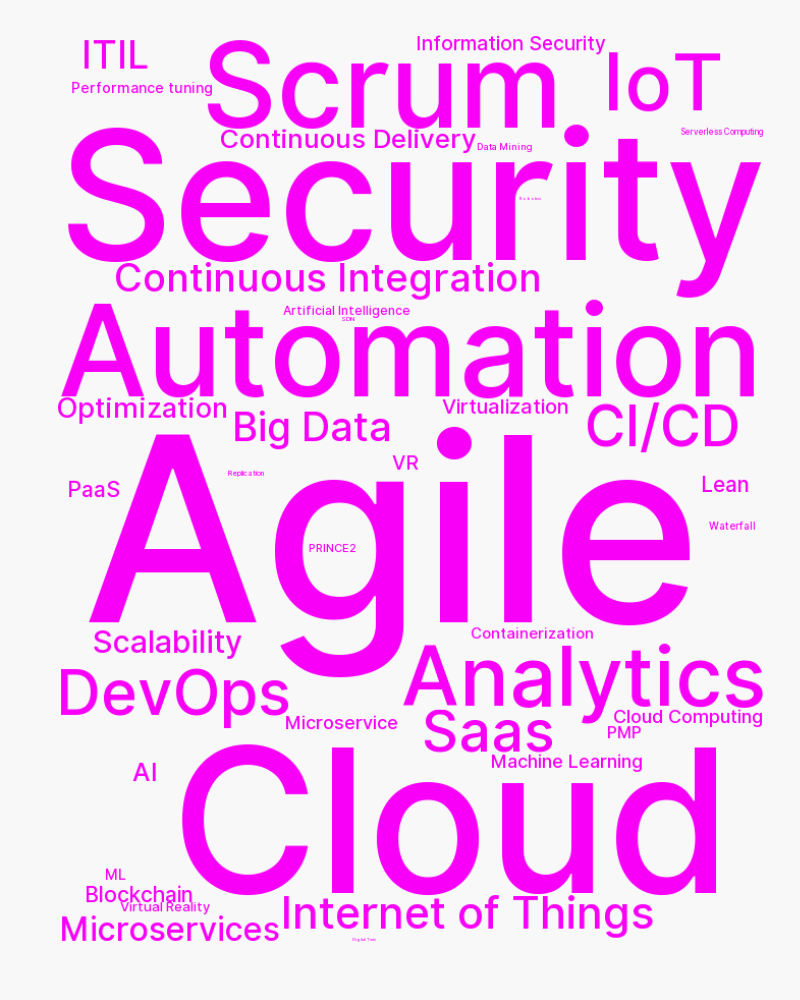 ITIL
Information Security
Scrum
IoT
Performance tuning
Continuous Delivery
Data Mining
Serverless Computing
Security
Continuous Integration
Artificial Intelligence
SDN
Automation
Optimization
Big Data
Virtualization
CI/CD
VR
Replication
PaaS
Lean
Agile
Waterfall
PRINCE2
Scalability
Containerization
DevOps
Analytics
Microservice
Saas
Cloud Computing
PMP
Machine Learning
AI
Cloud
ML
Blockchain
Virtual Reality
Internet of Things
Microservices